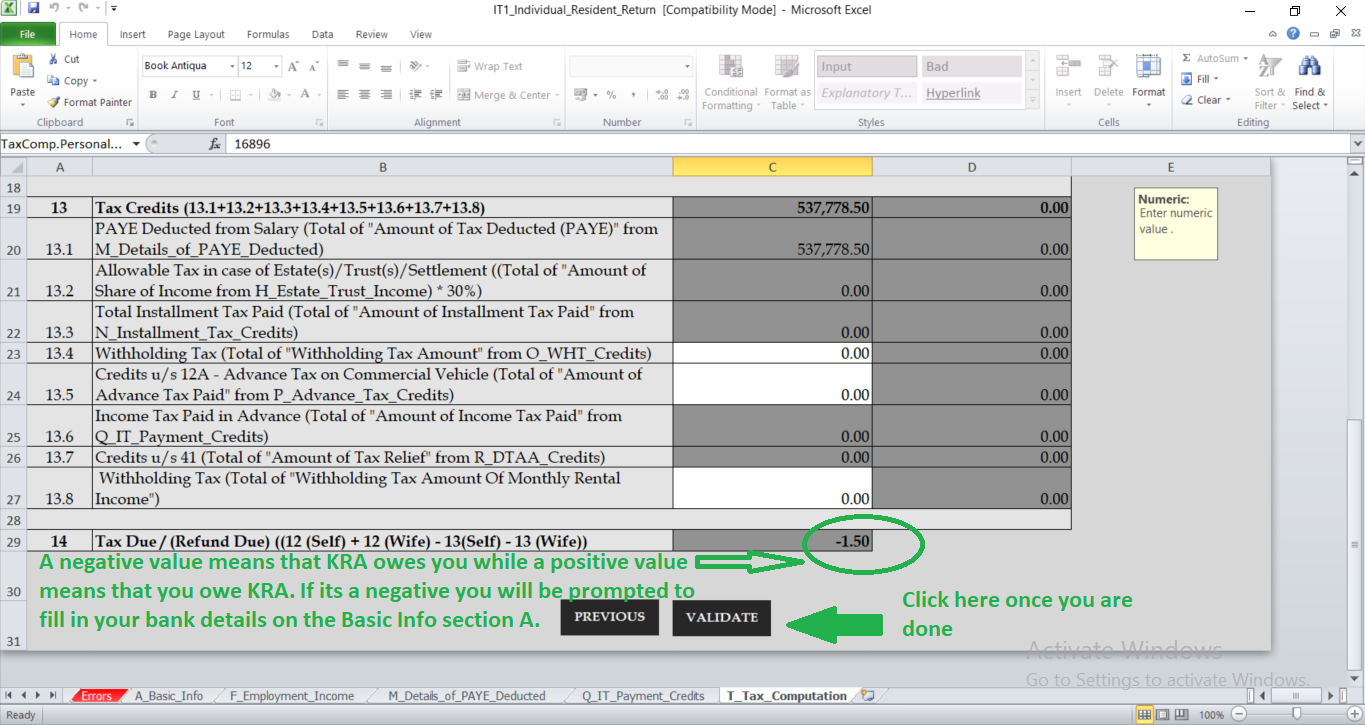 IT1_Individual_Resident_Return [Compatibility Mode] - Microsoft Excel
File Home Insert Page Layout Formulas Data Review View
Paste
Cut
Copy
Format Painter
Clipboard
Book Antiqua 12
B I U
Font
Wrap Text
Merge & Center
Alignment
%
Number
Conditional Formatting
Format as Table
Input Bad
Explanatory T... Hyperlink
Styles
Insert Delete Format
Cells
AutoSum
Fill
Clear
Sort & Filter
Find & Select
Editing
TaxComp.Personal... fx 16896
A B C D E
18
19 13 Tax Credits (13.1+13.2+13.3+13.4+13.5+13.6+13.7+13.8) 537,778.50 0.00
PAYE Deducted from Salary (Total of "Amount of Tax Deducted (PAYE)" from
20 13.1 M_Details_of_PAYE_Deducted) 537,778.50 0.00
Allowable Tax in case of Estate(s)/Trust(s)/Settlement ((Total of "Amount of
21 13.2 Share of Income from H_Estate_Trust_Income) * 30%) 0.00 0.00
Total Installment Tax Paid (Total of "Amount of Installment Tax Paid" from
22 13.3 N_Installment_Tax_Credits) 0.00 0.00
23 13.4 Withholding Tax (Total of "Withholding Tax Amount" from O_WHT_Credits) 0.00 0.00
Credits u/s 12A - Advance Tax on Commercial Vehicle (Total of "Amount of
24 13.5 Advance Tax Paid" from P_Advance_Tax_Credits) 0.00 0.00
Income Tax Paid in Advance (Total of "Amount of Income Tax Paid" from
25 13.6 Q_IT_Payment_Credits) 0.00 0.00
26 13.7 Credits u/s 41 (Total of "Amount of Tax Relief" from R_DTAA_Credits) 0.00 0.00
Withholding Tax (Total of "Withholding Tax Amount Of Monthly Rental
27 13.8 Income") 0.00 0.00
28
29 14 Tax Due / (Refund Due) ((12 (Self) + 12 (Wife) - 13(Self) - 13 (Wife)) -1.50
Numeric:
Enter numeric
value .
A negative value means that KRA owes you while a positive value
30 means that you owe KRA. If its a negative you will be prompted to
31 fill in your bank details on the Basic Info section A.
PREVIOUS VALIDATE
Click here once you are
done
Activate Windows
Go to Settings to activate Windows.
Errors A_Basic_Info F_Employment_Income M_Details_of_PAYE_Deducted Q_IT_Payment_Credits T_Tax_Computation
Ready 100%